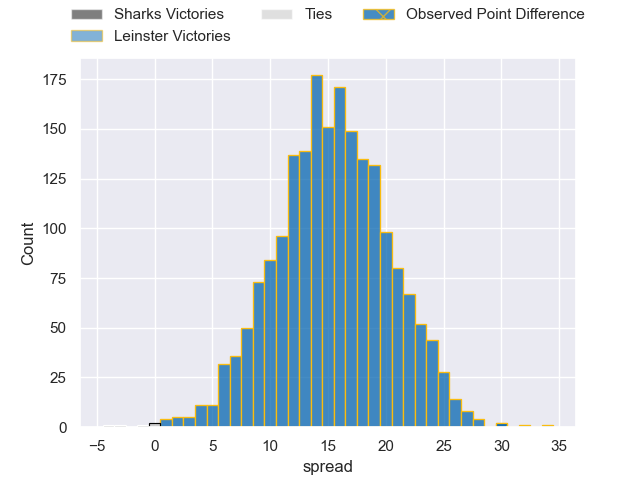 Sharks Victories Ties Observed Point Difference
Leinster Victories
175
150
125
100
75
50
25
0
Count
−5 0 5 10 15 20 25 30 35
spread